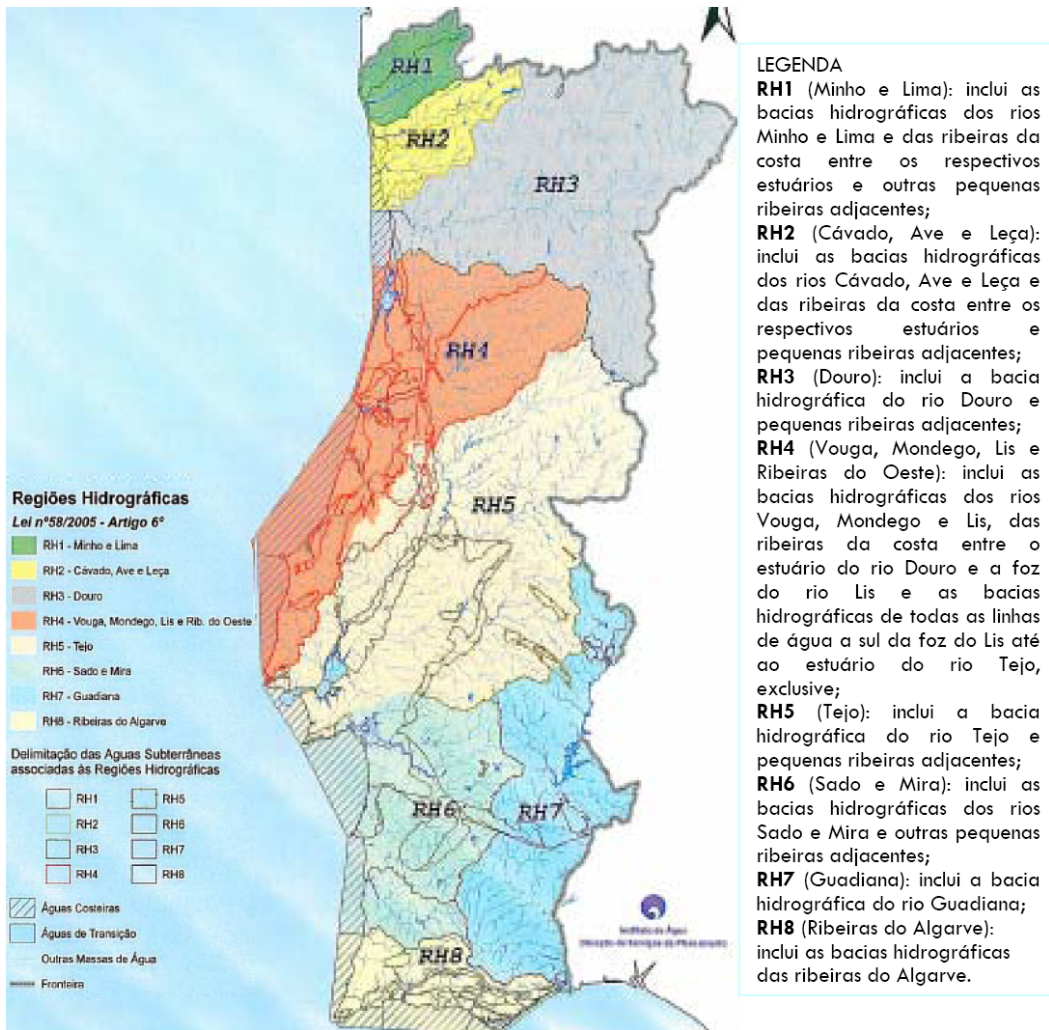 RH1
RH2
RH3
RH4
RH5
RH6
RH7
RH8
Regiões Hidrográficas
Lei nº58/2005 - Artigo 6º
RH1 - Minho e Lima
RH2 - Cávado, Ave e Leça
RH3 - Douro
RH4 - Vouga, Mondego, Lis e Rib. do Oeste
RH5 - Tejo
RH6 - Sado e Mira
RH7 - Guadiana
RH8 - Ribeiras do Algarve
Delimitação das Aguas Subterrâneas
associadas às Regiões Hidrográficas
RH1
RH2
RH3
RH4
RH5
RH6
RH7
RH8
Águas Costeiras
Águas de Transição
Outras Massas de Água
Fronteira
Instituto da Água
LEGENDA
RH1 (Minho e Lima): inclui as
bacias hidrográficas dos rios
Minho e Lima e das ribeiras da
costa entre os respectivos
estuários e outras pequenas
ribeiras adjacentes;
RH2 (Cávado, Ave e Leça):
inclui as bacias hidrográficas
dos rios Cávado, Ave e Leça e
das ribeiras da costa entre os
respectivos estuários e
pequenas ribeiras adjacentes;
RH3 (Douro): inclui a bacia
hidrográfica do rio Douro e
pequenas ribeiras adjacentes;
RH4 (Vouga, Mondego, Lis e
Ribeiras do Oeste): inclui as
bacias hidrográficas dos rios
Vouga, Mondego e Lis, das
ribeiras da costa entre o
estuário do rio Douro e a foz
do rio Lis e as bacias
hidrográficas de todas as linhas
de água a sul da foz do Lis até
ao estuário do rio Tejo,
exclusive;
RH5 (Tejo): inclui a bacia
hidrográfica do rio Tejo e
pequenas ribeiras adjacentes;
RH6 (Sado e Mira): inclui as
bacias hidrográficas dos rios
Sado e Mira e outras pequenas
ribeiras adjacentes;
RH7 (Guadiana): inclui a bacia
hidrográfica do rio Guadiana;
RH8 (Ribeiras do Algarve):
inclui as bacias hidrográficas
das ribeiras do Algarve.